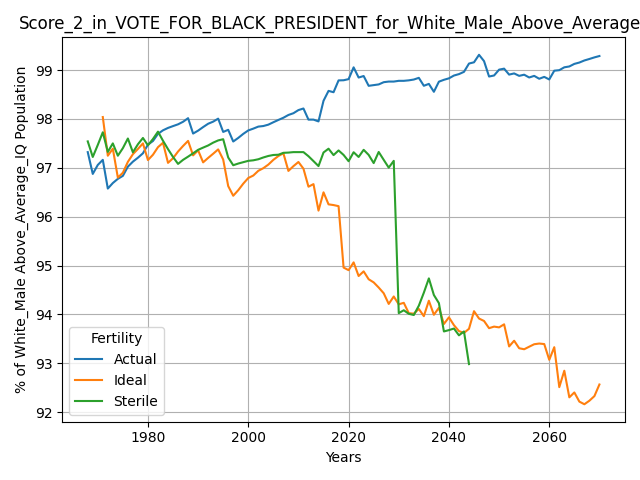 Score_2_in_VOTE_FOR_BLACK_PRESIDENT_for_White_Male_Above_Average
% of White_Male Above_Average_IQ Population
99
98
97
96
95
94
93
92
Fertility
Actual
Ideal
Sterile
1980
2000
2020
2040
2060
Years